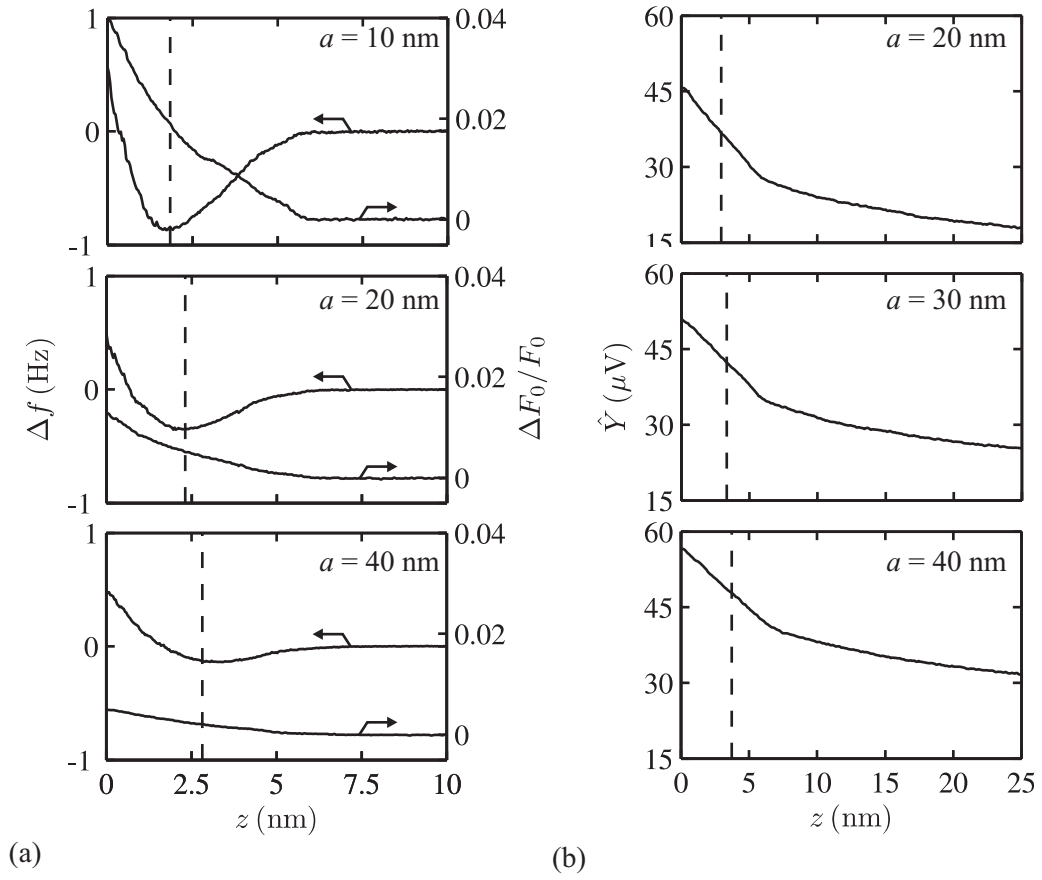 1
0
-1
a = 10 nm
0.04
0.02
0
1
0
-1
a = 20 nm
0.04
0.02
0
1
0
-1
a = 40 nm
0.04
0.02
0
Δf (Hz)
ΔF₀/F₀
0 2.5 5 7.5 10
z (nm)
(a)
60
45
30
15
a = 20 nm
60
45
30
15
a = 30 nm
60
45
30
15
a = 40 nm
Ŷ (μV)
0 5 10 15 20 25
z (nm)
(b)